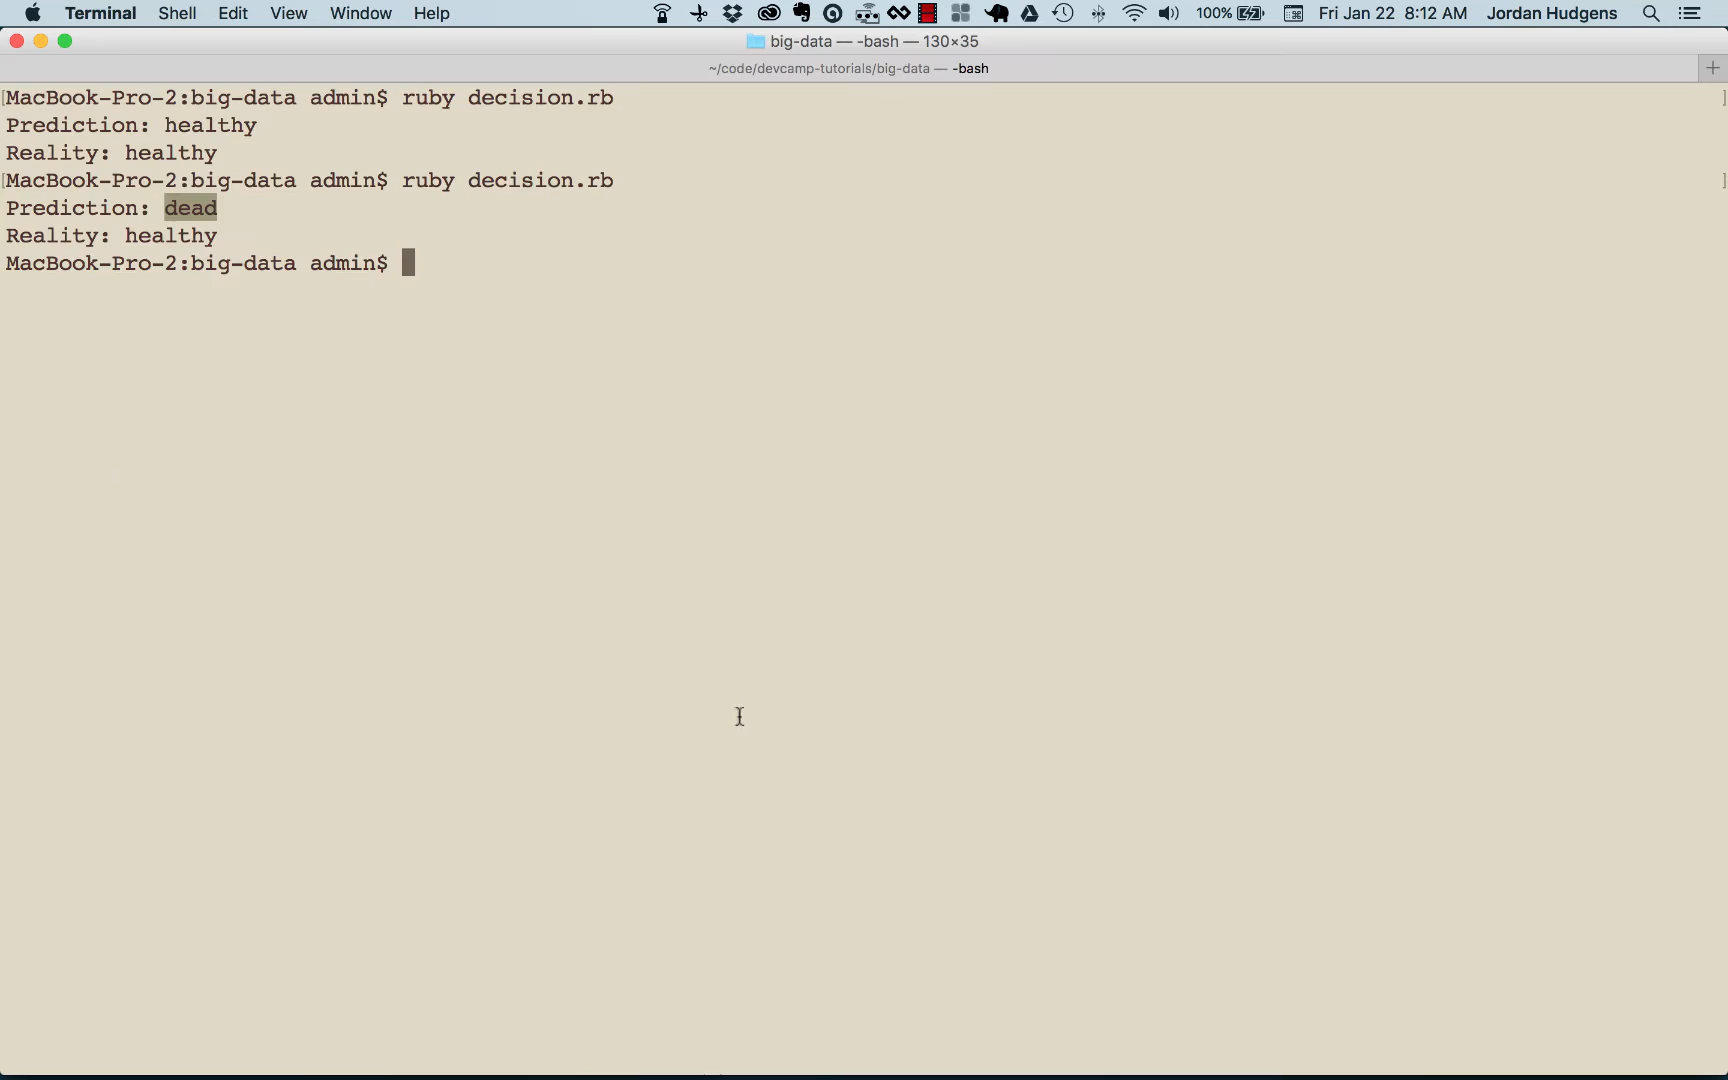 Terminal Shell Edit View Window Help 100% Fri Jan 22 8:12 AM Jordan Hudgens
big-data — -bash — 130×35
~/code/devcamp-tutorials/big-data — -bash
[MacBook-Pro-2:big-data admin$ ruby decision.rb ]
Prediction: healthy
Reality: healthy
[MacBook-Pro-2:big-data admin$ ruby decision.rb ]
Prediction: dead
Reality: healthy
MacBook-Pro-2:big-data admin$